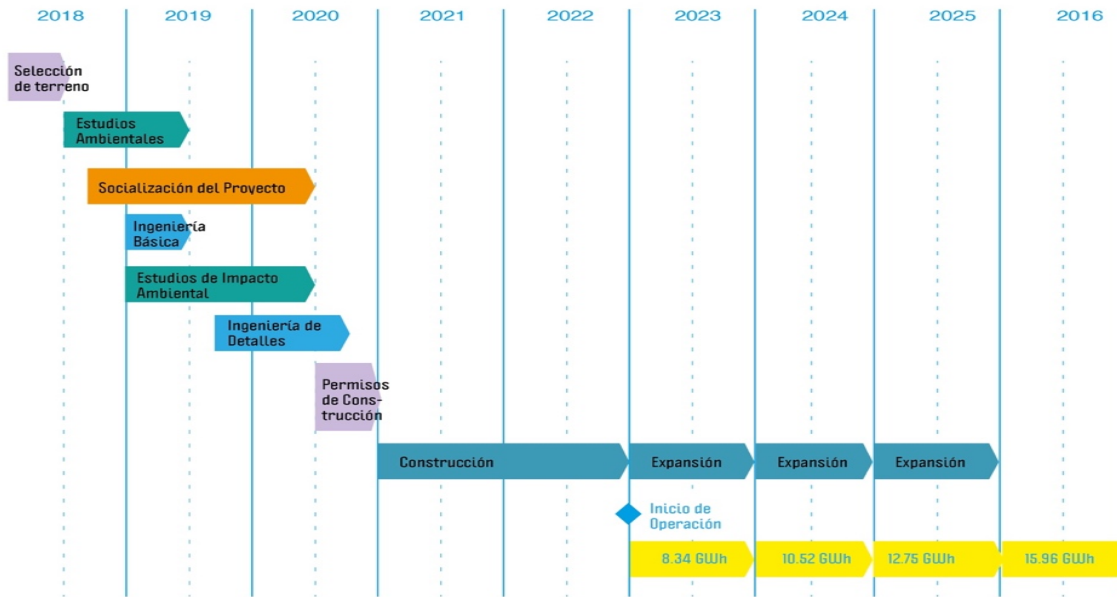 2018 2019 2020 2021 2022 2023 2024 2025 2016
Selección
de terreno
Estudios
Ambientales
Socialización del Proyecto
Ingeniería
Básica
Estudios de Impacto
Ambiental
Ingeniería de
Detalles
Permisos
de Cons-
trucción
Construcción Expansión Expansión Expansión
Inicio de
Operación
8.34 GWh 10.52 GWh 12.75 GWh 15.96 GWh